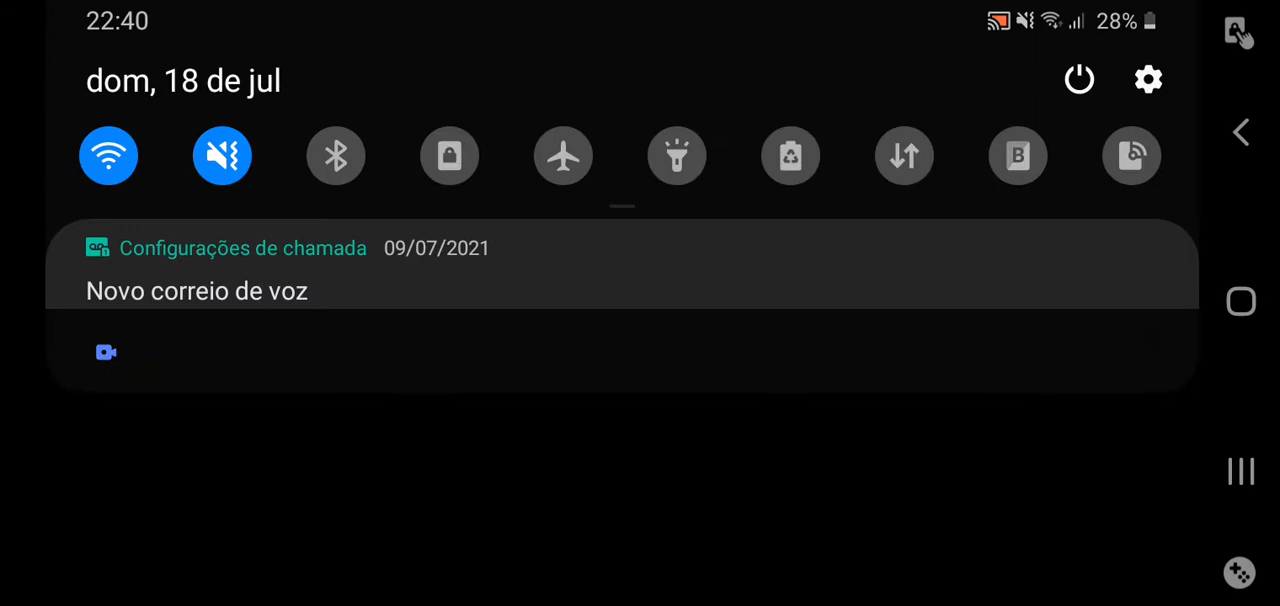 22:40
28%
dom, 18 de jul
B
Configurações de chamada 09/07/2021
Novo correio de voz